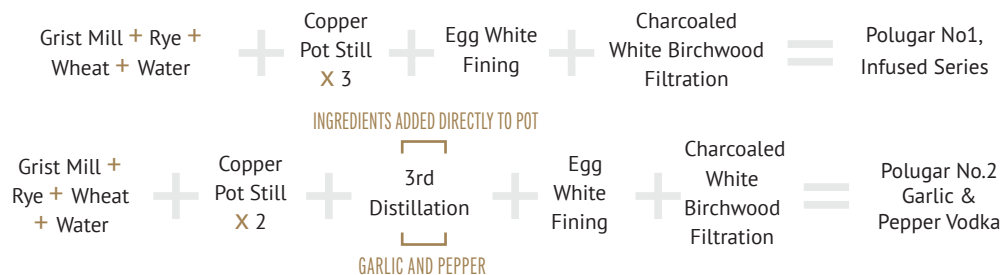 Grist Mill + Rye +
Wheat + Water
+
Copper
Pot Still
X 3
+
Egg White
Fining
+
Charcoaled
White Birchwood
Filtration
=
Polugar No1,
Infused Series
INGREDIENTS ADDED DIRECTLY TO POT
Grist Mill +
Rye + Wheat
+ Water
+
Copper
Pot Still
X 2
+
3rd
Distillation
GARLIC AND PEPPER
+
Egg
White
Fining
+
Charcoaled
White
Birchwood
Filtration
=
Polugar No.2
Garlic &
Pepper Vodka